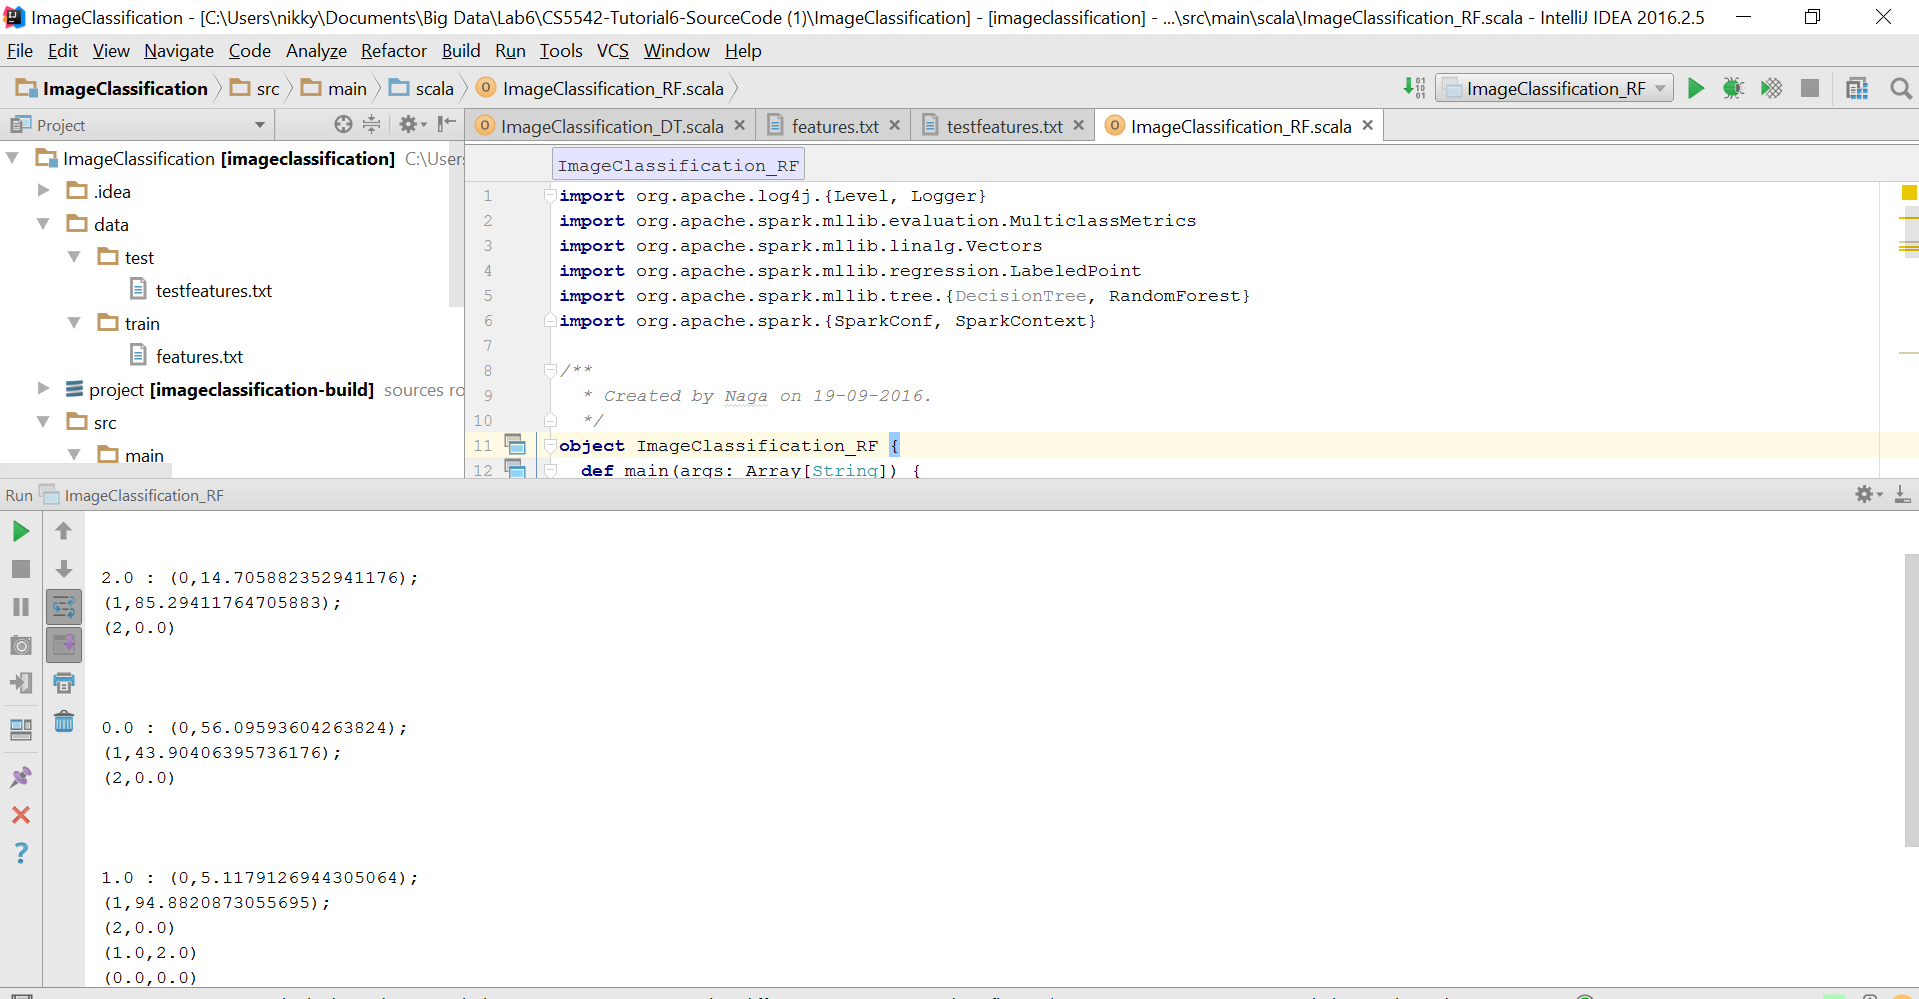 ImageClassification - [C:\Users\nikky\Documents\Big Data\Lab6\CS5542-Tutorial6-SourceCode (1)\ImageClassification] - [imageclassification] - ...\src\main\scala\ImageClassification_RF.scala - IntelliJ IDEA 2016.2.5
File Edit View Navigate Code Analyze Refactor Build Run Tools VCS Window Help
ImageClassification src main scala ImageClassification_RF.scala ImageClassification_RF
Project ImageClassification_DT.scala features.txt testfeatures.txt ImageClassification_RF.scala
ImageClassification [imageclassification] C:\Users
.idea
data
test
testfeatures.txt
train
features.txt
project [imageclassification-build] sources ro
src
main
ImageClassification_RF
1 import org.apache.log4j.{Level, Logger}
2 import org.apache.spark.mllib.evaluation.MulticlassMetrics
3 import org.apache.spark.mllib.linalg.Vectors
4 import org.apache.spark.mllib.regression.LabeledPoint
5 import org.apache.spark.mllib.tree.{DecisionTree, RandomForest}
6 import org.apache.spark.{SparkConf, SparkContext}
7
8 /**
9 * Created by Naga on 19-09-2016.
10 */
11 object ImageClassification_RF {
12 def main(args: Array[String]) {
Run ImageClassification_RF
2.0 : (0,14.705882352941176);
(1,85.29411764705883);
(2,0.0)
0.0 : (0,56.09593604263824);
(1,43.90406395736176);
(2,0.0)
1.0 : (0,5.1179126944305064);
(1,94.8820873055695);
(2,0.0)
(1.0,2.0)
(0.0,0.0)